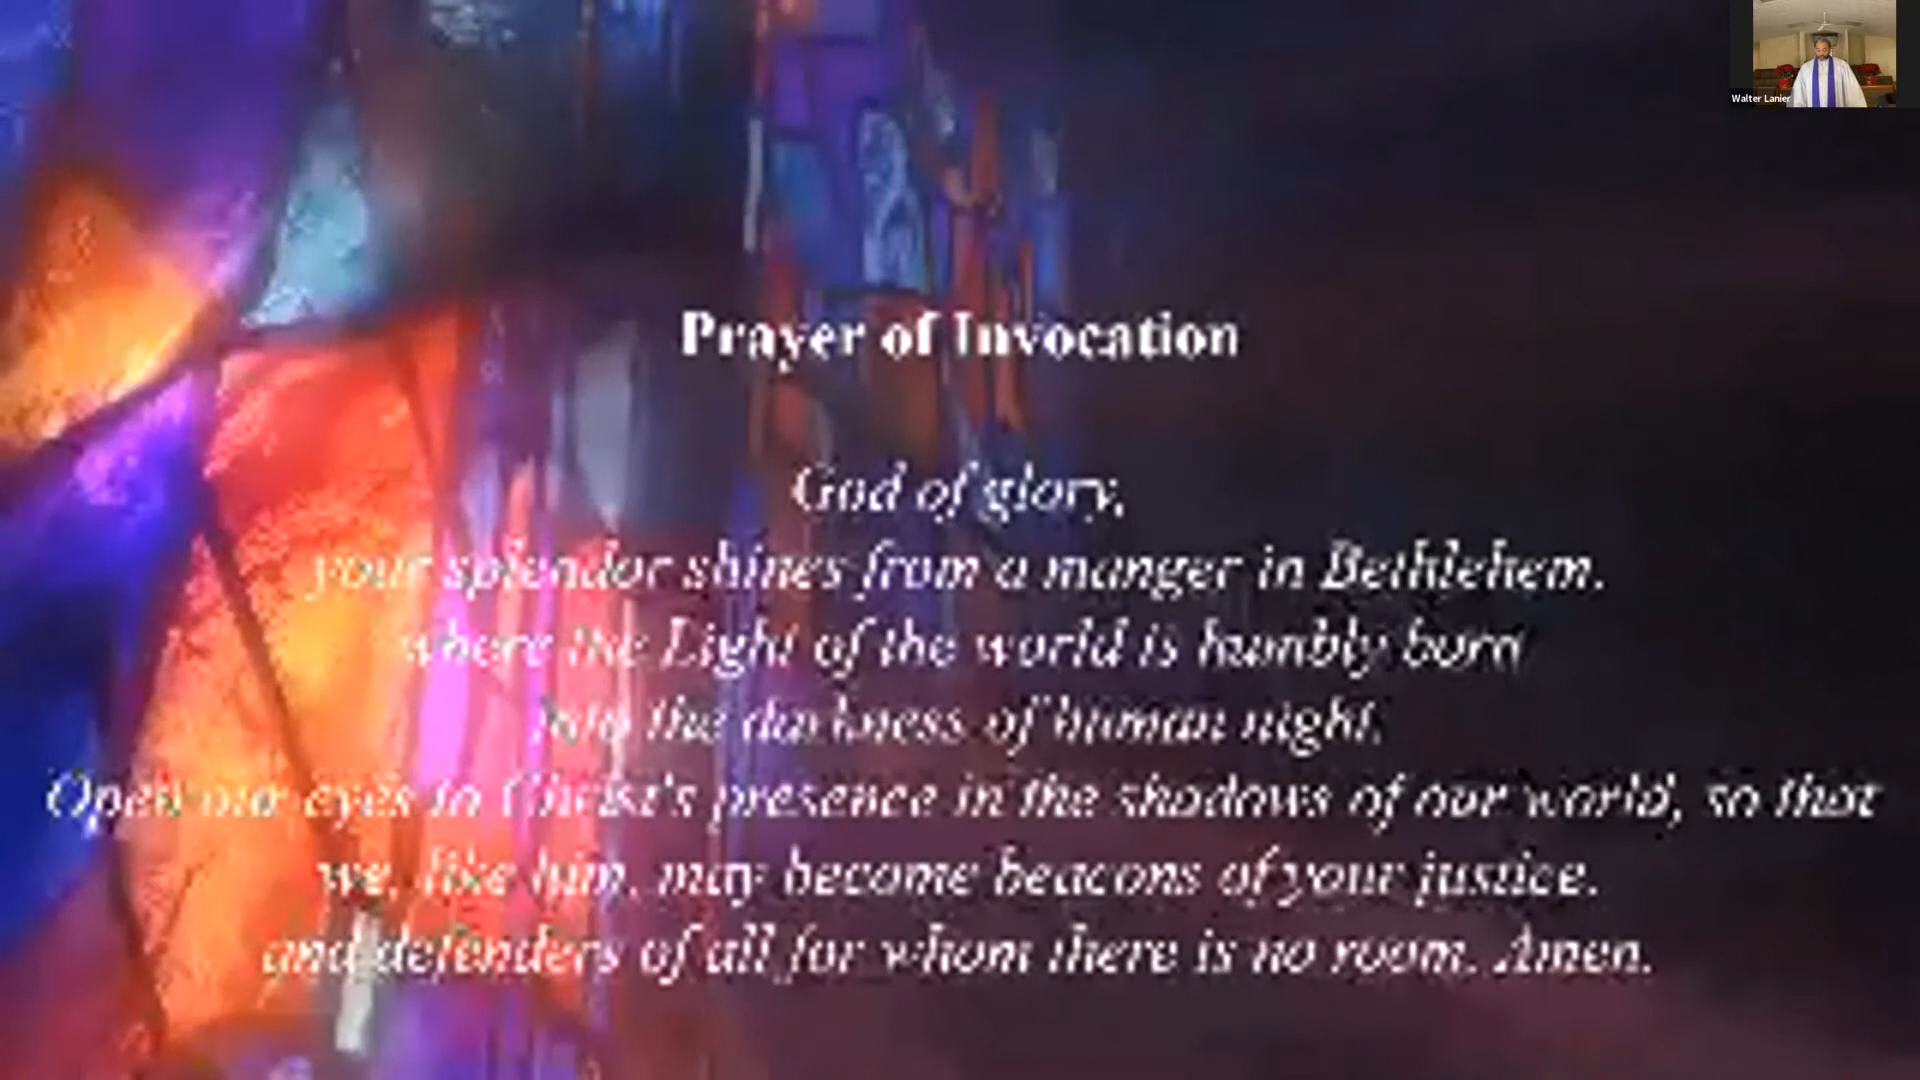 Walter Lanier
Prayer of Invocation
God of glory,
your splendor shines from a manger in Bethlehem,
where the Light of the world is humbly born
into the darkness of human night.
Open our eyes to Christ's presence in the shadows of our world, so that
we, like him, may become beacons of your justice,
and defenders of all for whom there is no room. Amen.